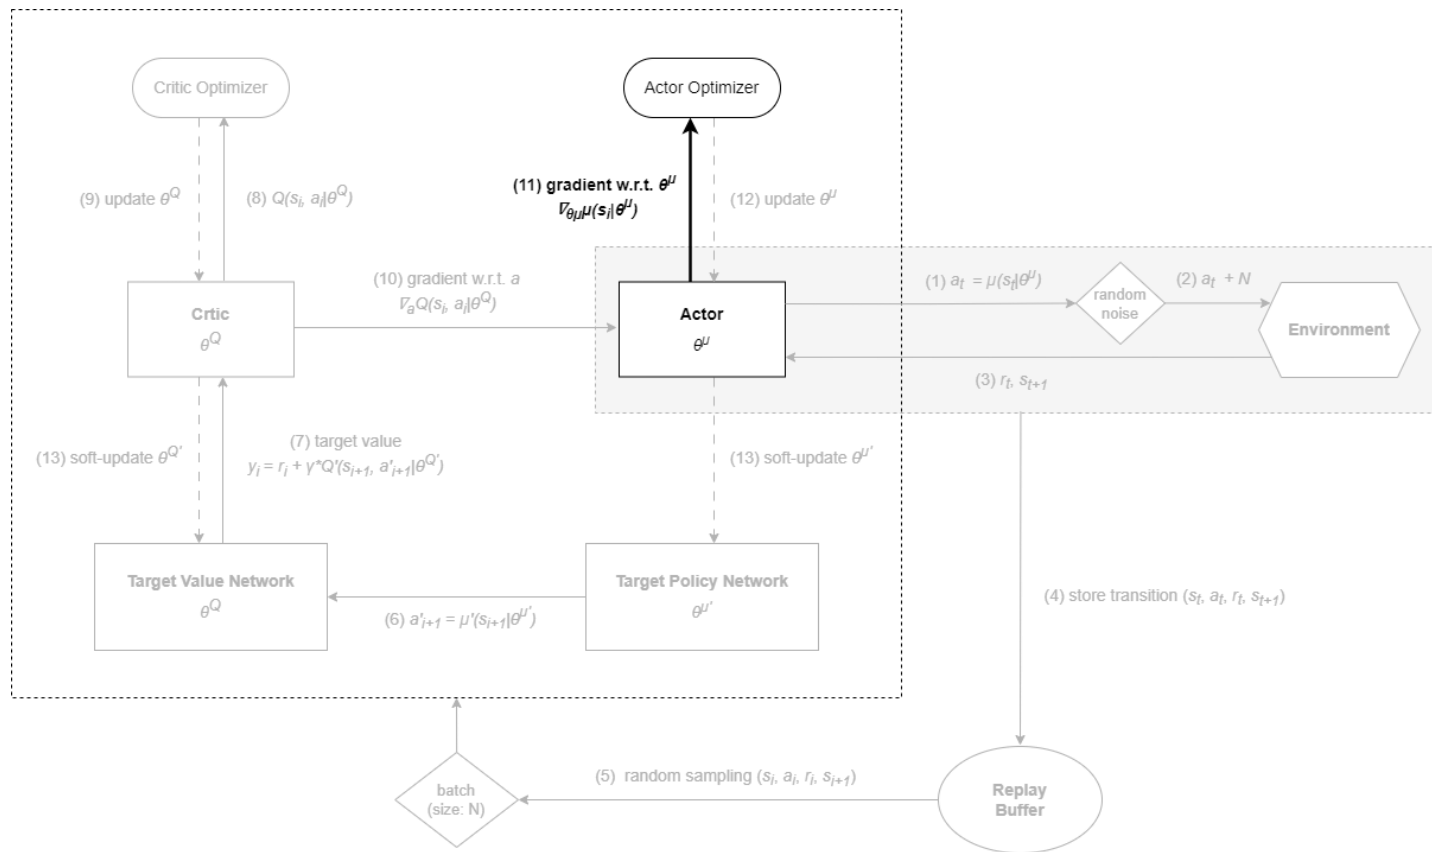 Critic Optimizer
Actor Optimizer
(9) update θ^Q
(8) Q(s_i, a_i|θ^Q)
(11) gradient w.r.t. θ^μ
∇_θμ μ(s_i|θ^μ)
(12) update θ^μ
(10) gradient w.r.t. a
∇_a Q(s_i, a_i|θ^Q)
Crtic
θ^Q
Actor
θ^μ
(1) a_t = μ(s_t|θ^μ)
random
noise
(2) a_t + N
Environment
(3) r_t, s_t+1
(13) soft-update θ^Q'
(7) target value
y_i = r_i + γ*Q'(s_i+1, a'_i+1|θ^Q')
(13) soft-update θ^μ'
Target Value Network
θ^Q
(6) a'_i+1 = μ'(s_i+1|θ^μ')
Target Policy Network
θ^μ'
(4) store transition (s_t, a_t, r_t, s_t+1)
batch
(size: N)
(5) random sampling (s_i, a_i, r_i, s_i+1)
Replay
Buffer